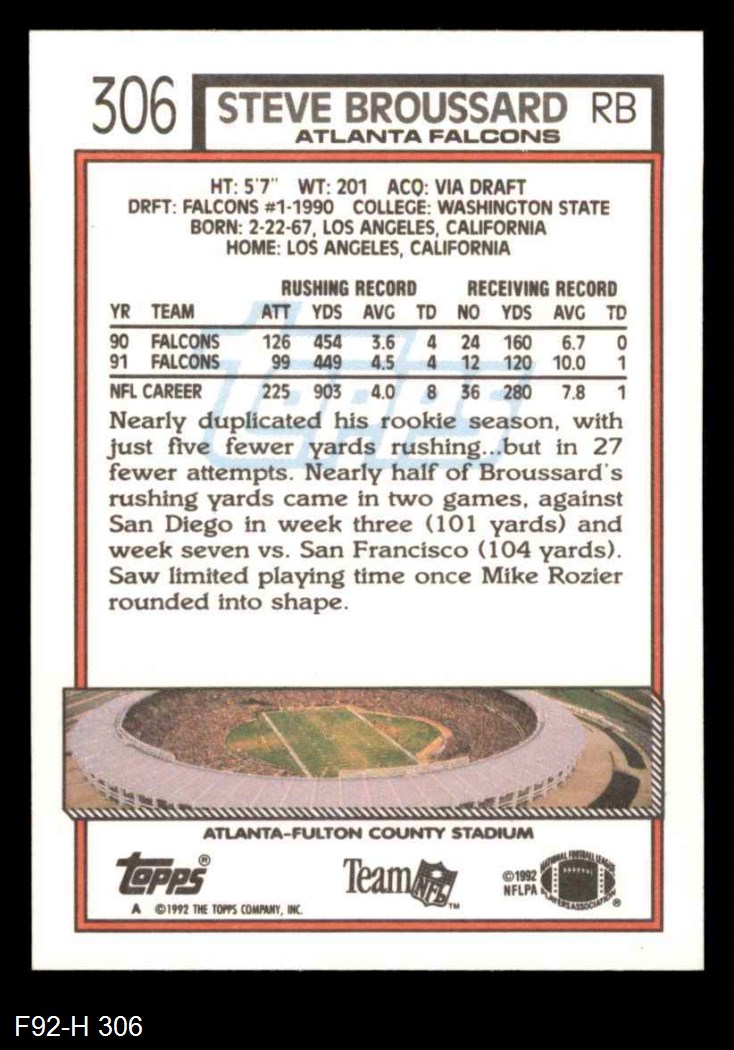 306
STEVE BROUSSARD RB
ATLANTA FALCONS
HT: 5'7" WT: 201 ACQ: VIA DRAFT
DRFT: FALCONS #1-1990 COLLEGE: WASHINGTON STATE
BORN: 2-22-67, LOS ANGELES, CALIFORNIA
HOME: LOS ANGELES, CALIFORNIA
RUSHING RECORD RECEIVING RECORD
YR TEAM ATT YDS AVG TD NO YDS AVG TD
90 FALCONS 126 454 3.6 4 24 160 6.7 0
91 FALCONS 99 449 4.5 4 12 120 10.0 1
NFL CAREER 225 903 4.0 8 36 280 7.8 1
topps
Nearly duplicated his rookie season, with
just five fewer yards rushing...but in 27
fewer attempts. Nearly half of Broussard's
rushing yards came in two games, against
San Diego in week three (101 yards) and
week seven vs. San Francisco (104 yards).
Saw limited playing time once Mike Rozier
rounded into shape.
ATLANTA-FULTON COUNTY STADIUM
topps®
A ©1992 THE TOPPS COMPANY, INC.
Team NFL™
©1992
NFLPA
NATIONAL FOOTBALL LEAGUE
PLAYERS ASSOCIATION®
F92-H 306